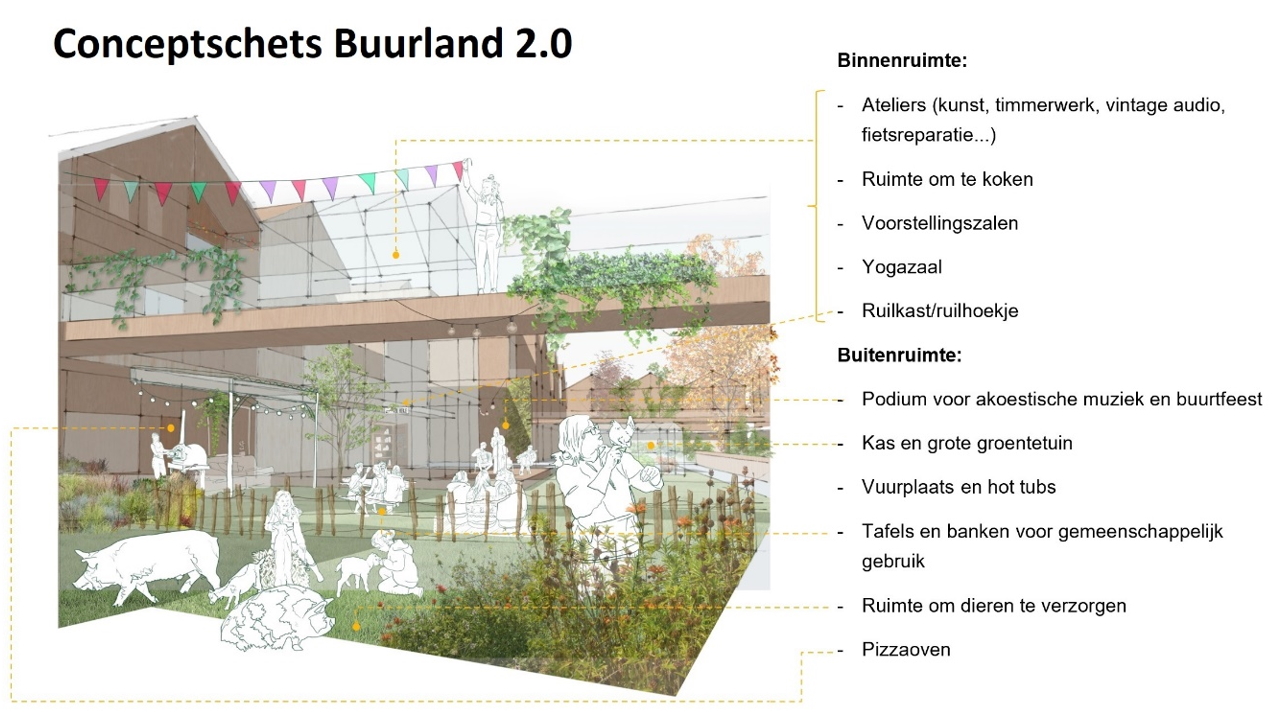 Conceptschets Buurland 2.0
Binnenruimte:
- Ateliers (kunst, timmerwerk, vintage audio,
fietsreparatie...)
- Ruimte om te koken
- Voorstellingszalen
- Yogazaal
- Ruilkast/ruilhoekje
Buitenruimte:
- Podium voor akoestische muziek en buurtfeest
- Kas en grote groentetuin
- Vuurplaats en hot tubs
- Tafels en banken voor gemeenschappelijk
gebruik
- Ruimte om dieren te verzorgen
- Pizzaoven